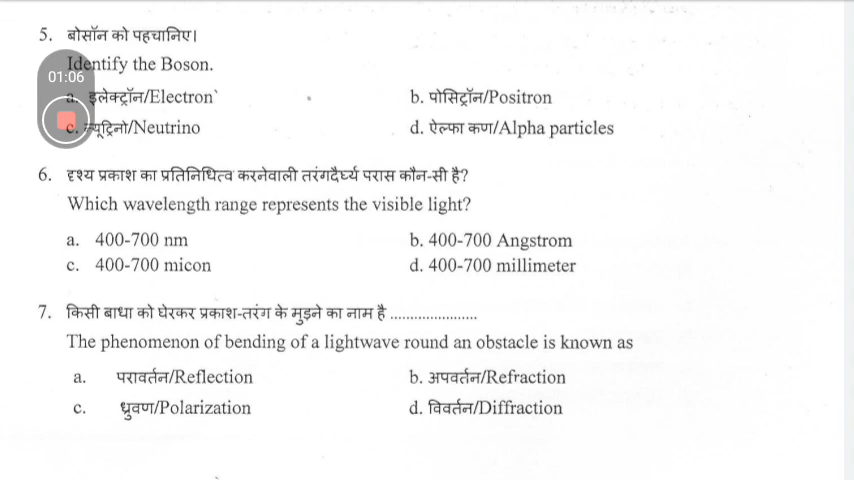 5. बोसॉन को पहचानिए।
Identify the Boson.
01:06
a. इलेक्ट्रॉन/Electron`
b. पोसिट्रॉन/Positron
c. न्यूट्रिनो/Neutrino
d. ऐल्फा कण/Alpha particles
6. दृश्य प्रकाश का प्रतिनिधित्व करनेवाली तरंगदैर्घ्य परास कौन-सी है?
Which wavelength range represents the visible light?
a. 400-700 nm
b. 400-700 Angstrom
c. 400-700 micon
d. 400-700 millimeter
7. किसी बाधा को घेरकर प्रकाश-तरंग के मुड़ने का नाम है ......................
The phenomenon of bending of a lightwave round an obstacle is known as
a. परावर्तन/Reflection
b. अपवर्तन/Refraction
c. ध्रुवण/Polarization
d. विवर्तन/Diffraction